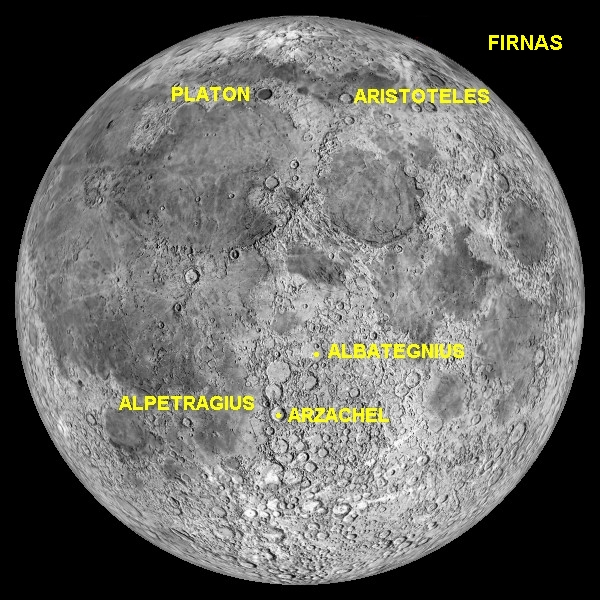 FIRNAS
PLATON
ARISTOTELES
ALBATEGNIUS
ALPETRAGIUS
ARZACHEL